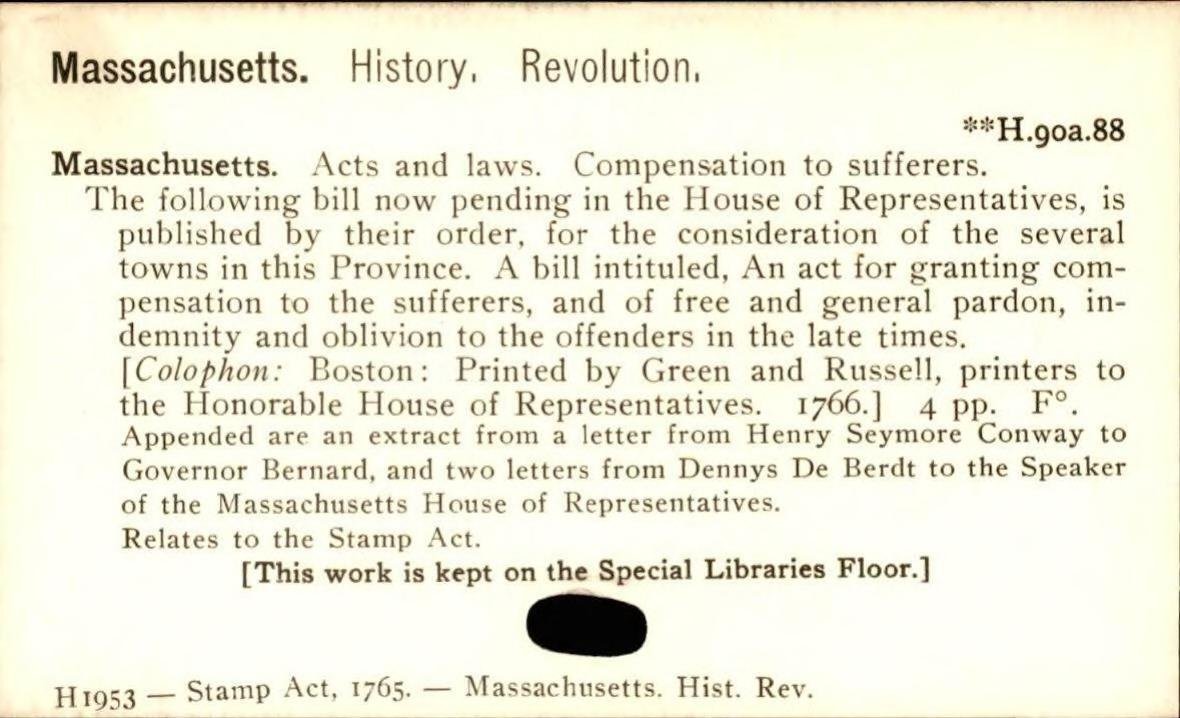 Massachusetts. History. Revolution.
**H.90a.88
Massachusetts. Acts and laws. Compensation to sufferers.
The following bill now pending in the House of Representatives, is
published by their order, for the consideration of the several
towns in this Province. A bill intituled, An act for granting com-
pensation to the sufferers, and of free and general pardon, in-
demnity and oblivion to the offenders in the late times.
[Colophon: Boston: Printed by Green and Russell, printers to
the Honorable House of Representatives. 1766.] 4 pp. F°.
Appended are an extract from a letter from Henry Seymore Conway to
Governor Bernard, and two letters from Dennys De Berdt to the Speaker
of the Massachusetts House of Representatives.
Relates to the Stamp Act.
[This work is kept on the Special Libraries Floor.]
H1953 — Stamp Act, 1765. — Massachusetts. Hist. Rev.